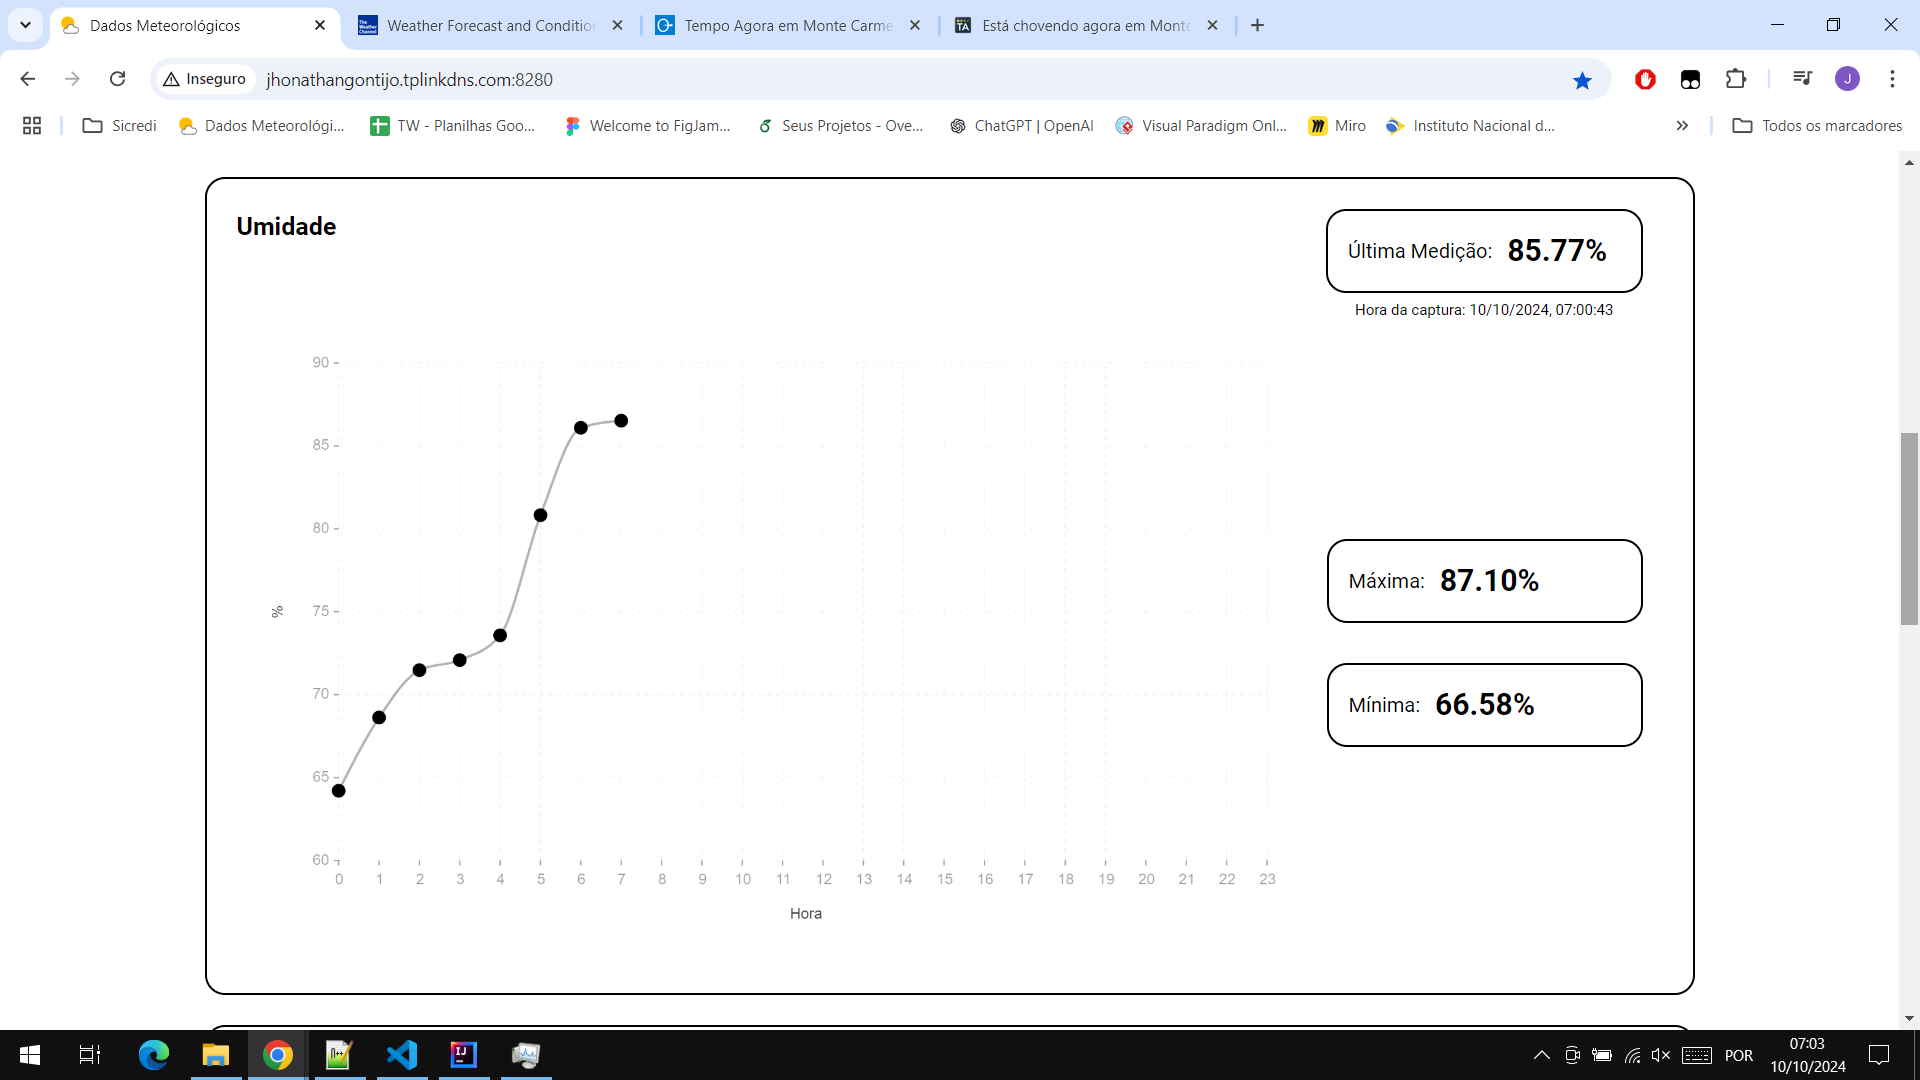 Dados Meteorológicos
Weather Forecast and Condition
Tempo Agora em Monte Carme
Está chovendo agora em Monte
Inseguro
jhonathangontijo.tplinkdns.com:8280
J
Sicredi
Dados Meteorológi...
TW - Planilhas Goo...
Welcome to FigJam...
Seus Projetos - Ove...
ChatGPT | OpenAI
Visual Paradigm Onl...
Miro
Instituto Nacional d...
Todos os marcadores
Umidade
Última Medição: 85.77%
Hora da captura: 10/10/2024, 07:00:43
90
85
80
75
70
65
60
%
0 1 2 3 4 5 6 7 8 9 10 11 12 13 14 15 16 17 18 19 20 21 22 23
Hora
Máxima: 87.10%
Mínima: 66.58%
POR
07:03
10/10/2024